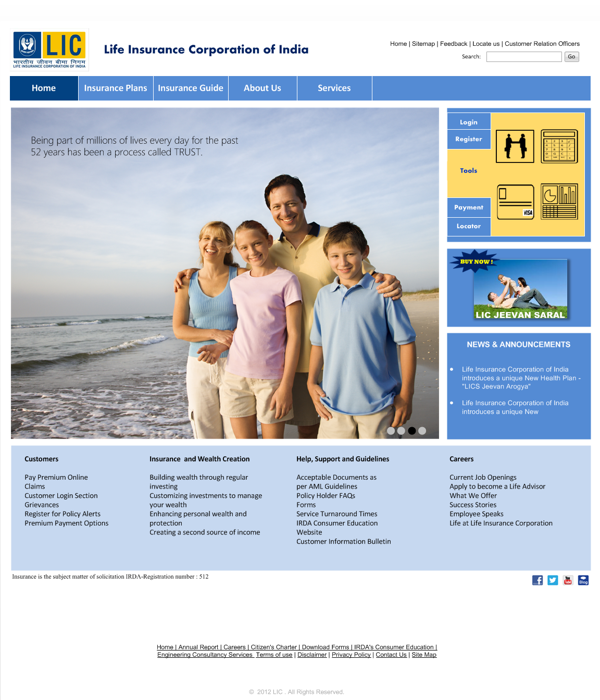 LIC
भारतीय जीवन बीमा निगम
LIFE INSURANCE CORPORATION OF INDIA
Life Insurance Corporation of India
Home | Sitemap | Feedback | Locate us | Customer Relation Officers
Search:
Go
Home
Insurance Plans
Insurance Guide
About Us
Services
Being part of millions of lives every day for the past
52 years has been a process called TRUST.
Login
Register
Tools
Payment
Locator
VISA
BUY NOW !
LIC JEEVAN SARAL
NEWS & ANNOUNCEMENTS
Life Insurance Corporation of India
introduces a unique New Health Plan -
"LICS Jeevan Arogya"
Life Insurance Corporation of India
introduces a unique New
Customers
Pay Premium Online
Claims
Customer Login Section
Grievances
Register for Policy Alerts
Premium Payment Options
Insurance and Wealth Creation
Building wealth through regular
investing
Customizing investments to manage
your wealth
Enhancing personal wealth and
protection
Creating a second source of income
Help, Support and Guidelines
Acceptable Documents as
per AML Guidelines
Policy Holder FAQs
Forms
Service Turnaround Times
IRDA Consumer Education
Website
Customer Information Bulletin
Careers
Current Job Openings
Apply to become a Life Advisor
What We Offer
Success Stories
Employee Speaks
Life at Life Insurance Corporation
Insurance is the subject matter of solicitation IRDA-Registration number : 512
Home | Annual Report | Careers | Citizen's Charter | Download Forms | IRDA's Consumer Education |
Engineering Consultancy Services Terms of use | Disclaimer | Privacy Policy | Contact Us | Site Map
© 2012 LIC . All Rights Reserved.